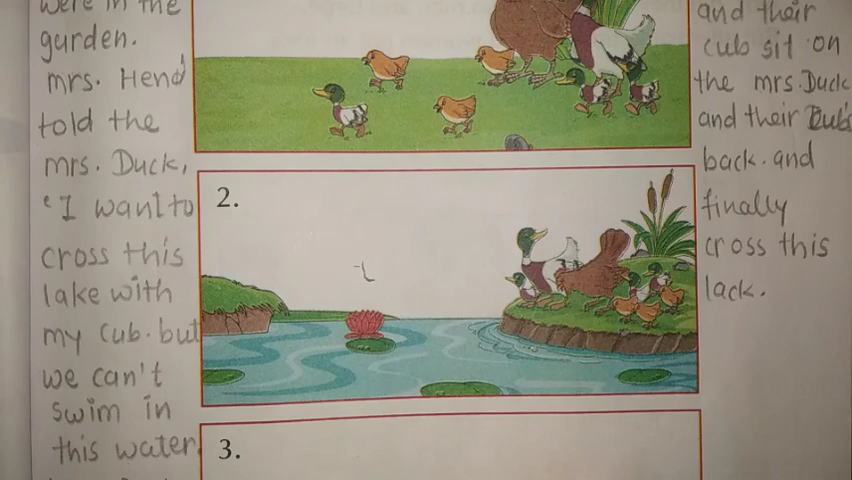 were in the
garden.
mrs. Hend
told the
mrs. Duck,
"I want to
cross this
lake with
my cub. but
we can't
swim in
this water.
2.
3.
and their
cub sit on
the mrs. Duck
and their cub's
back. and
finally
cross this
lack.